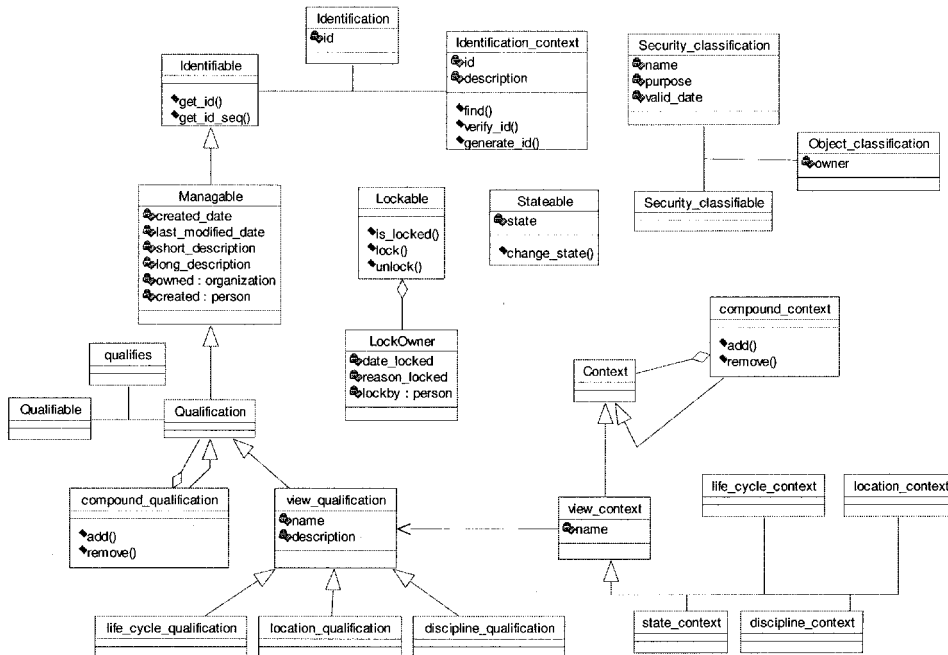 Identification
id
Identifiable
get_id()
get_id_seq()
Identification_context
id
description
find()
verify_id()
generate_id()
Security_classification
name
purpose
valid_date
Object_classification
owner
Security_classifiable
Managable
created_date
last_modified_date
short_description
long_description
owned : organization
created : person
Lockable
is_locked()
lock()
unlock()
Stateable
state
change_state()
LockOwner
date_locked
reason_locked
lockby : person
compound_context
add()
remove()
Context
qualifies
Qualifiable
Qualification
compound_qualification
add()
remove()
view_qualification
name
description
view_context
name
life_cycle_context
location_context
life_cycle_qualification
location_qualification
discipline_qualification
state_context
discipline_context